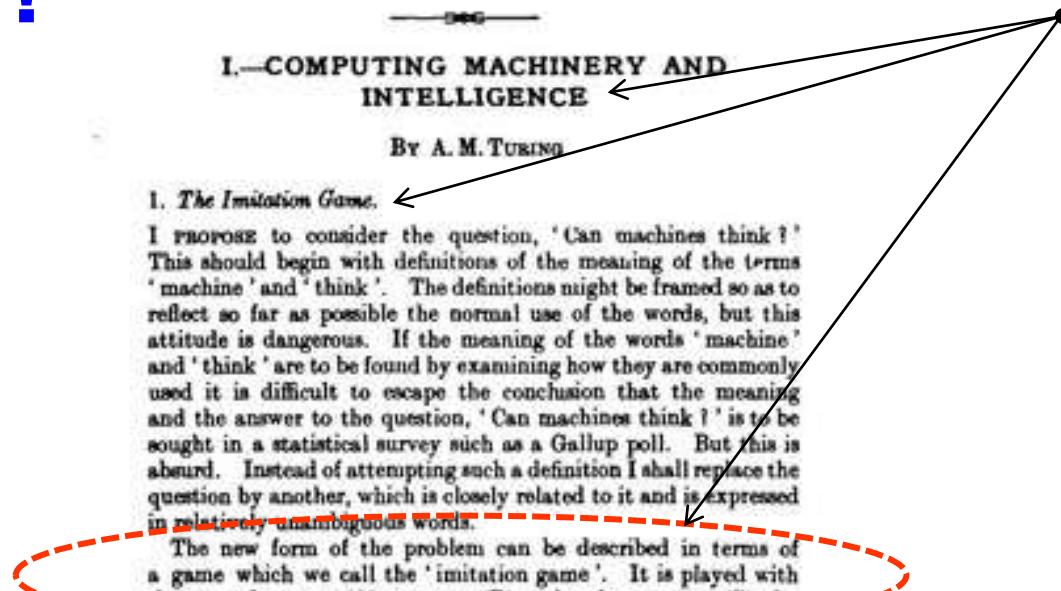 I.—COMPUTING MACHINERY AND
INTELLIGENCE
BY A. M. TURING
1. The Imitation Game.
I PROPOSE to consider the question, ‘Can machines think ?’
This should begin with definitions of the meaning of the terms
‘machine’ and ‘think’. The definitions might be framed so as to
reflect so far as possible the normal use of the words, but this
attitude is dangerous. If the meaning of the words ‘machine’
and ‘think’ are to be found by examining how they are commonly
used it is difficult to escape the conclusion that the meaning
and the answer to the question, ‘Can machines think ?’ is to be
sought in a statistical survey such as a Gallup poll. But this is
absurd. Instead of attempting such a definition I shall replace the
question by another, which is closely related to it and is expressed
in relatively unambiguous words.
The new form of the problem can be described in terms of
a game which we call the ‘imitation game’. It is played with